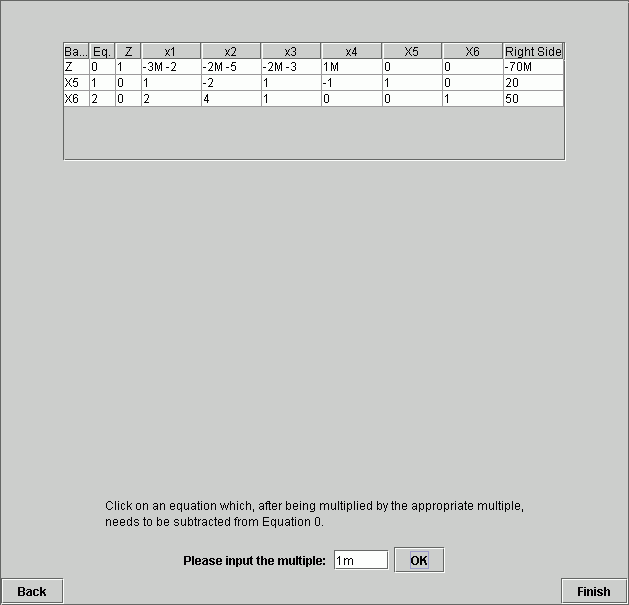 Ba... Eq. Z x1 x2 x3 x4 X5 X6 Right Side
Z 0 1 -3M -2 -2M -5 -2M -3 1M 0 0 -70M
X5 1 0 1 -2 1 -1 1 0 20
X6 2 0 2 4 1 0 0 1 50
Click on an equation which, after being multiplied by the appropriate multiple,
needs to be subtracted from Equation 0.
Please input the multiple: 1m OK
Back Finish